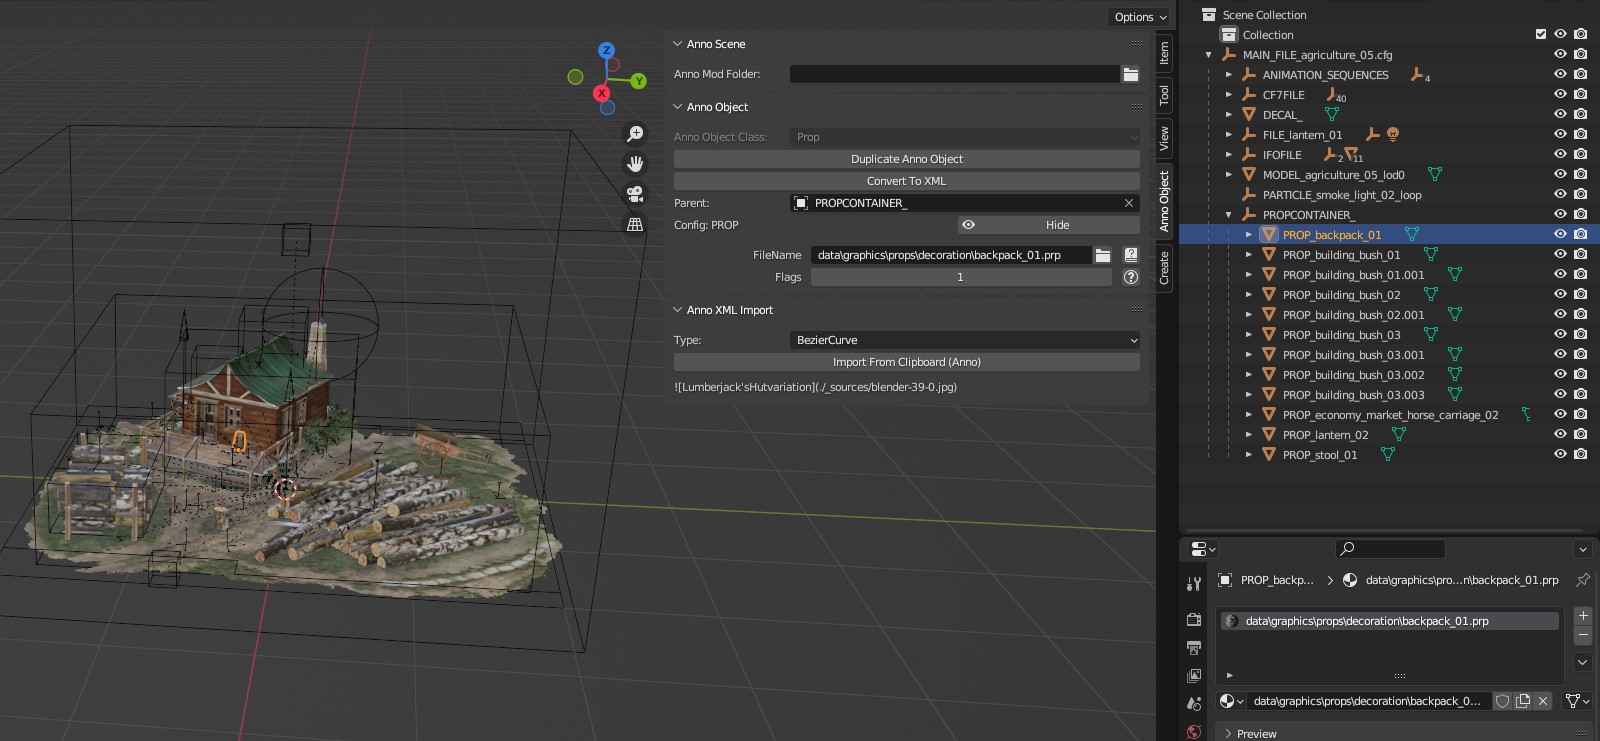 Options
Z
Y
X
Anno Scene
Anno Mod Folder:
Anno Object
Anno Object Class: Prop
Duplicate Anno Object
Convert To XML
Parent: PROPCONTAINER_
Config: PROP Hide
FileName data\graphics\props\decoration\backpack_01.prp
Flags 1
Anno XML Import
Type: BezierCurve
Import From Clipboard (Anno)
![Lumberjack'sHutvariation](./_sources/blender-39-0.jpg)
Item
Tool
View
Anno Object
Create
Scene Collection
Collection
MAIN_FILE_agriculture_05.cfg
ANIMATION_SEQUENCES 4
CF7FILE 40
DECAL_
FILE_lantern_01
IFOFILE 2 11
MODEL_agriculture_05_lod0
PARTICLE_smoke_light_02_loop
PROPCONTAINER_
PROP_backpack_01
PROP_building_bush_01
PROP_building_bush_01.001
PROP_building_bush_02
PROP_building_bush_02.001
PROP_building_bush_03
PROP_building_bush_03.001
PROP_building_bush_03.002
PROP_building_bush_03.003
PROP_economy_market_horse_carriage_02
PROP_lantern_02
PROP_stool_01
PROP_backp... data\graphics\pro...n\backpack_01.prp
data\graphics\props\decoration\backpack_01.prp
data\graphics\props\decoration\backpack_0...
Preview